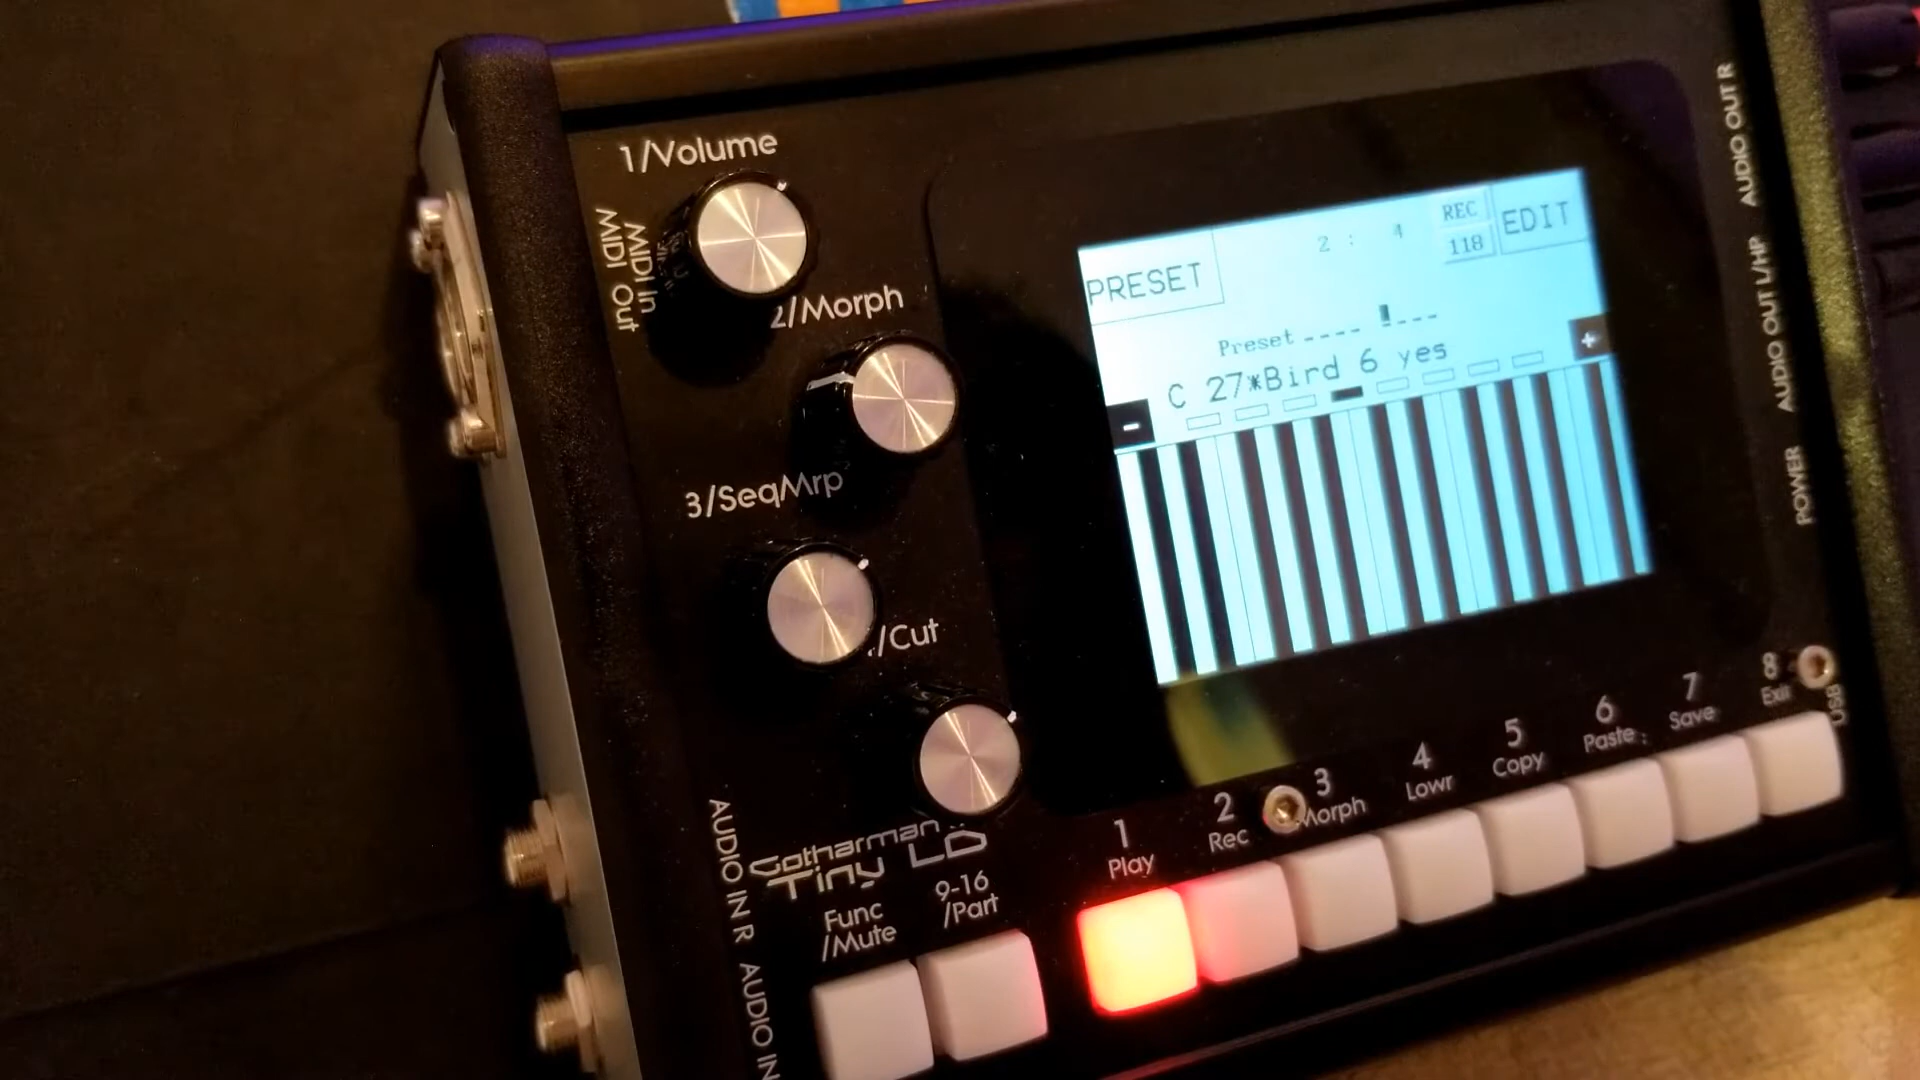 1/Volume
MIDI In
MIDI Out
2/Morph
3/SeqMrp
/Cut
PRESET
2 : 4
REC
118
EDIT
Preset
C 27*Bird 6 yes
-
+
AUDIO OUT R
AUDIO OUT L/HP
POWER
USB
Gotharman
Tiny LD
AUDIO IN R
AUDIO IN
Func
/Mute
9-16
/Part
1
Play
2
Rec
3
Morph
4
Lowr
5
Copy
6
Paste
7
Save
8
Exit